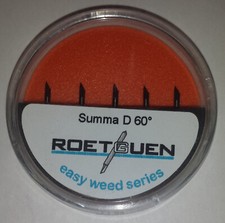 Summa D 60°
ROETGUEN
easy weed series